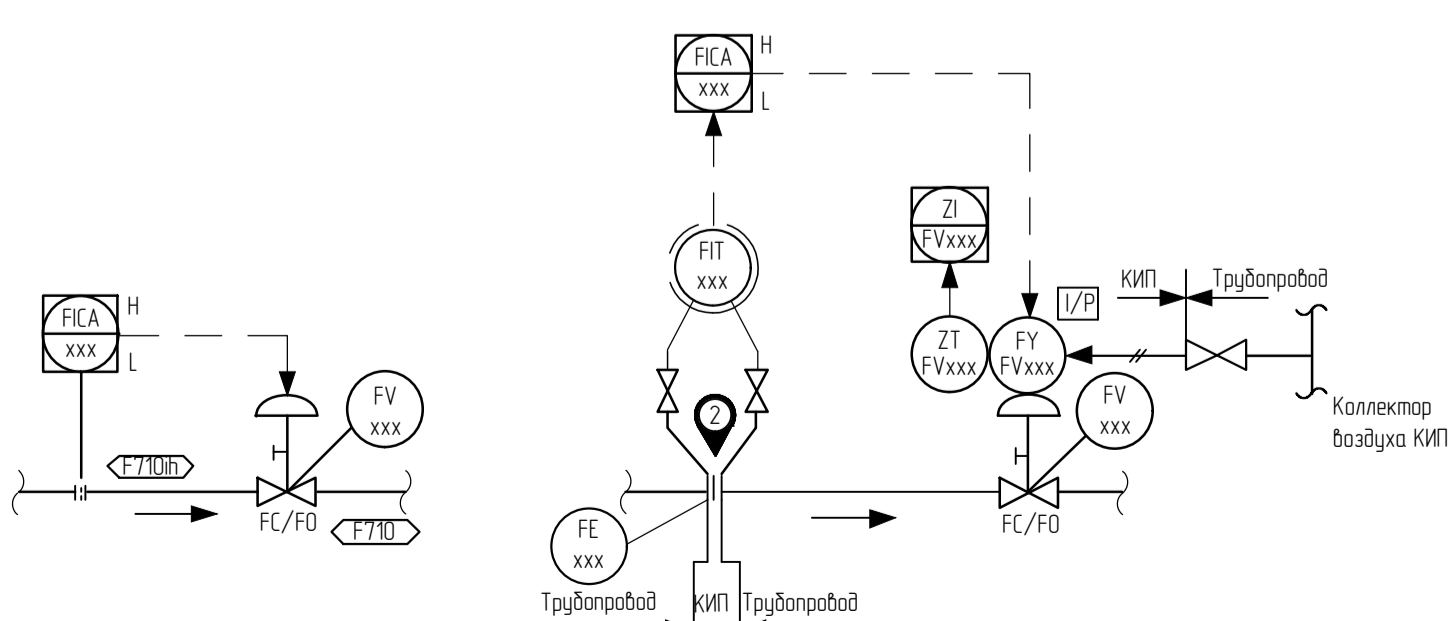 FICA
xxx
H
L
F710ih
FV
xxx
FC/FO
F710
FICA
xxx
H
L
FIT
xxx
2
FE
xxx
Трубопровод
КИП
Трубопровод
ZI
FVxxx
ZT
FVxxx
FY
FVxxx
I/P
КИП
Трубопровод
FV
xxx
FC/FO
Коллектор
воздуха КИП